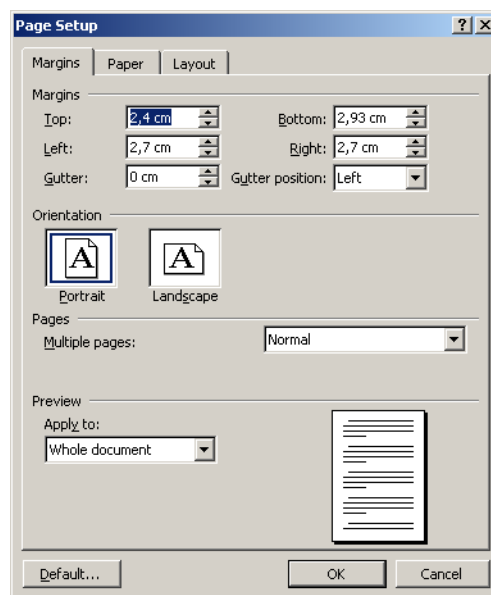 Page Setup
Margins Paper Layout
Margins
Top: 2,4 cm Bottom: 2,93 cm
Left: 2,7 cm Right: 2,7 cm
Gutter: 0 cm Gutter position: Left
Orientation
A A
Portrait Landscape
Pages
Multiple pages: Normal
Preview
Apply to:
Whole document
Default... OK Cancel